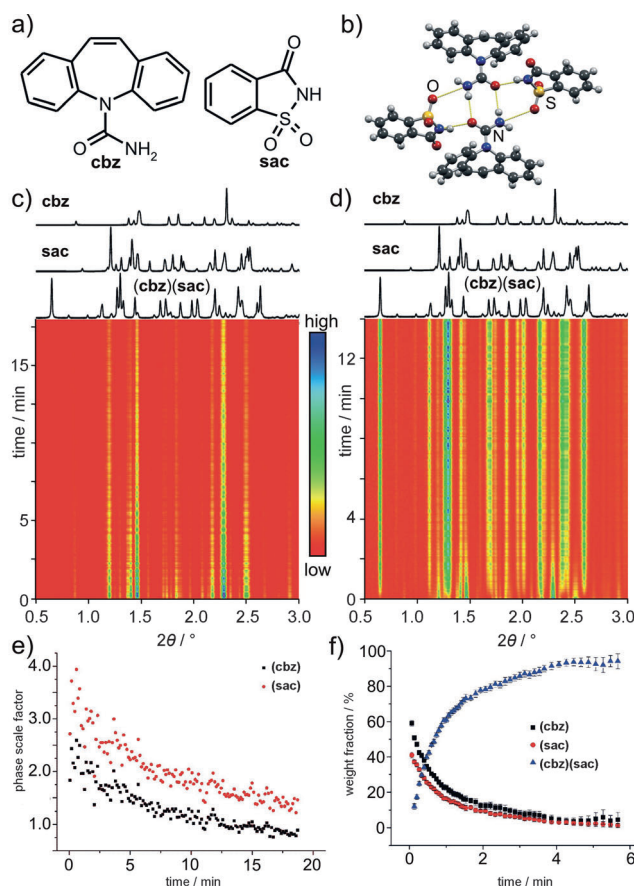 a)
O
NH
S
O O
N
O NH₂
cbz
sac
b)
O
S
N
c)
cbz
sac
(cbz)(sac)
time / min
15
10
5
0
0.5 1.0 1.5 2.0 2.5 3.0
2θ / °
high
low
d)
cbz
sac
(cbz)(sac)
time / min
12
8
4
0
0.5 1.0 1.5 2.0 2.5 3.0
2θ / °
e)
phase scale factor
4.0
3.0
2.0
1.0
(cbz)
(sac)
0 5 10 15 20
time / min
f)
weight fraction / %
100
80
60
40
20
0
(cbz)
(sac)
(cbz)(sac)
0 2 4 6
time / min